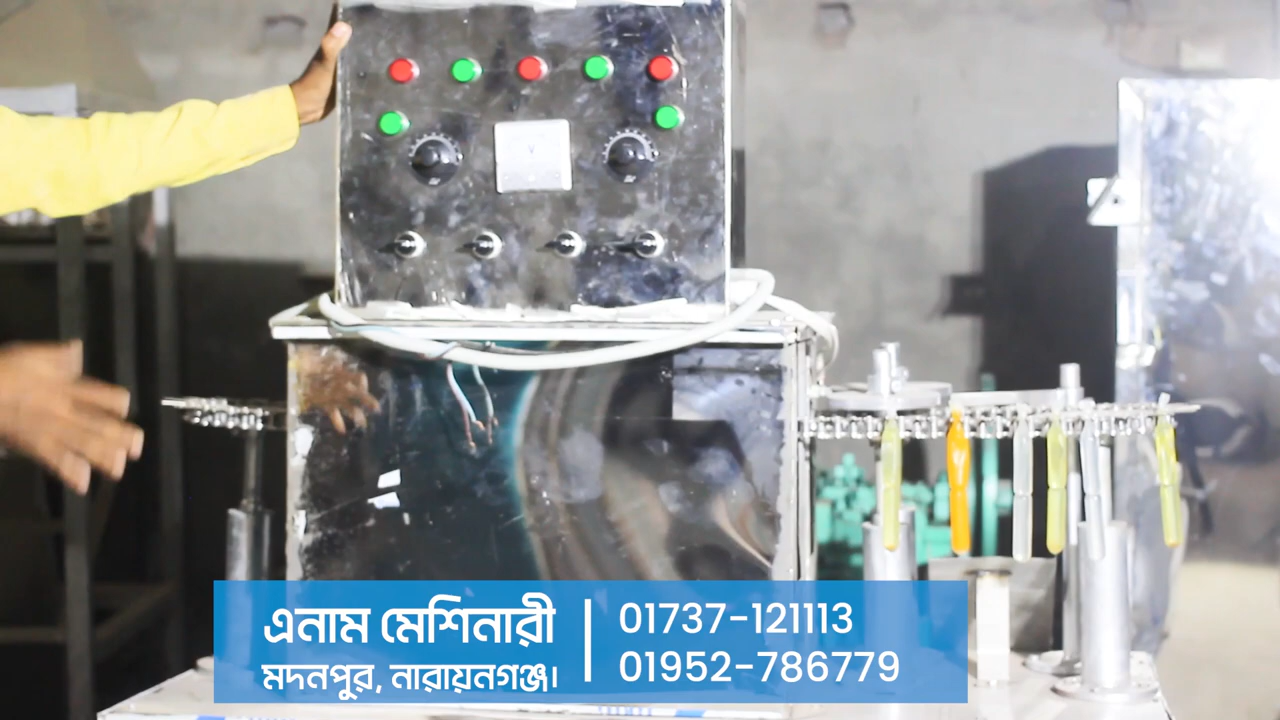 এনাম মেশিনারী
মদনপুর, নারায়নগঞ্জ।
01737-121113
01952-786779